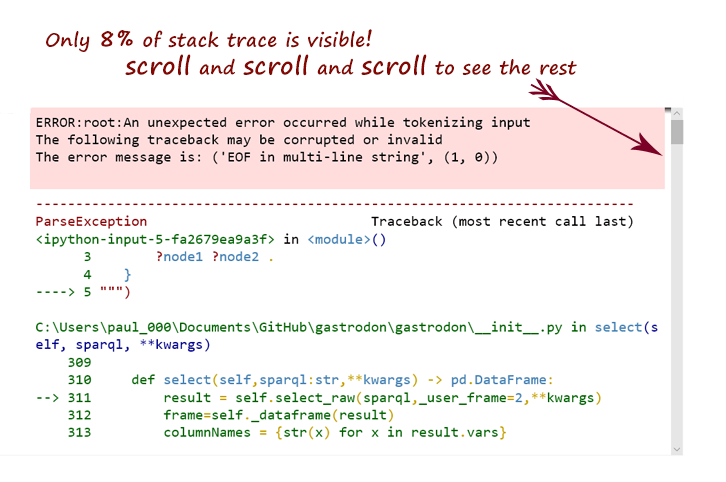 Only 8% of stack trace is visible!
scroll and scroll and scroll to see the rest
ERROR:root:An unexpected error occurred while tokenizing input
The following traceback may be corrupted or invalid
The error message is: ('EOF in multi-line string', (1, 0))
---------------------------------------------------------------------------
ParseException                            Traceback (most recent call last)
<ipython-input-5-fa2679ea9a3f> in <module>()
      3        ?node1 ?node2 .
      4    }
----> 5 """)
C:\Users\paul_000\Documents\GitHub\gastrodon\gastrodon\__init__.py in select(s
elf, sparql, **kwargs)
    309
    310     def select(self,sparql:str,**kwargs) -> pd.DataFrame:
--> 311         result = self.select_raw(sparql,_user_frame=2,**kwargs)
    312         frame=self._dataframe(result)
    313         columnNames = {str(x) for x in result.vars}